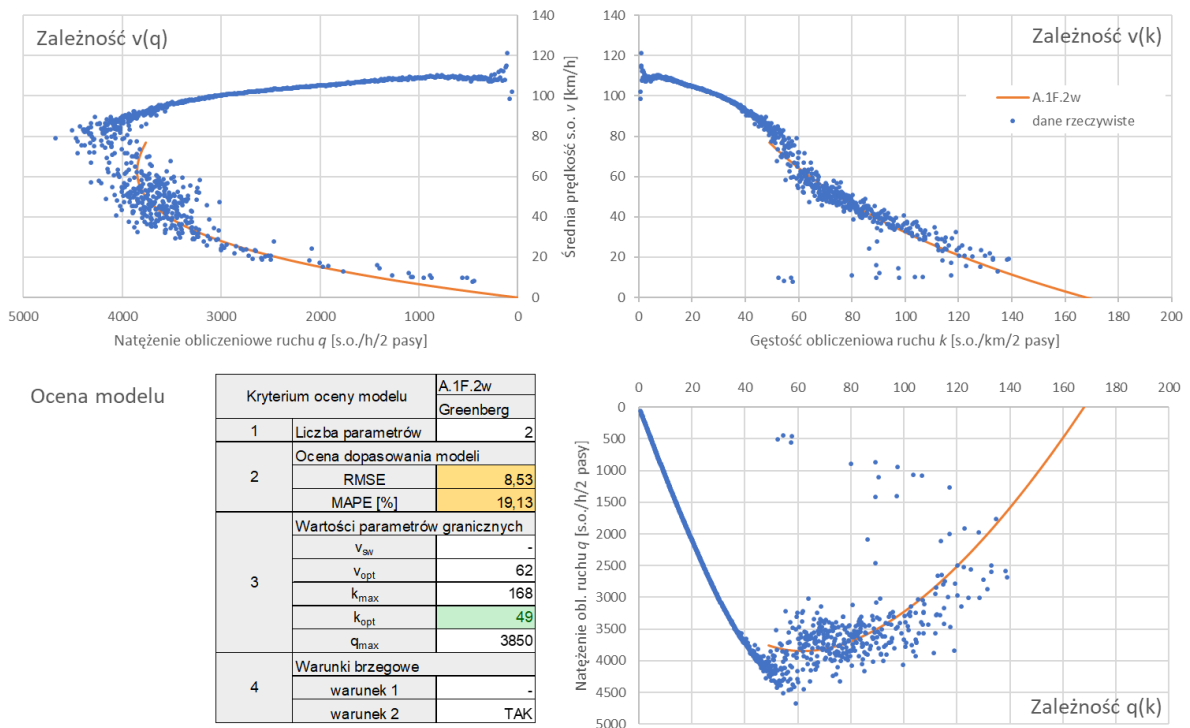 Zależność v(q)
140
120
100
80
60
40
20
0
Średnia prędkość s.o. v [km/h]
5000 4000 3000 2000 1000 0
Natężenie obliczeniowe ruchu q [s.o./h/2 pasy]
Zależność v(k)
140
120
100
80
60
40
20
0
A.1F.2w
dane rzeczywiste
0 20 40 60 80 100 120 140 160 180 200
Gęstość obliczeniowa ruchu k [s.o./km/2 pasy]
Ocena modelu
Kryterium oceny modelu A.1F.2w
Greenberg
1 Liczba parametrów 2
2 Ocena dopasowania modeli
RMSE 8,53
MAPE [%] 19,13
3 Wartości parametrów granicznych
vsw -
vopt 62
kmax 168
kopt 49
qmax 3850
4 Warunki brzegowe
warunek 1 -
warunek 2 TAK
0 20 40 60 80 100 120 140 160 180 200
0
500
1000
1500
2000
2500
3000
3500
4000
4500
5000
Natężenie obl. ruchu q [s.o./h/2 pasy]
Zależność q(k)